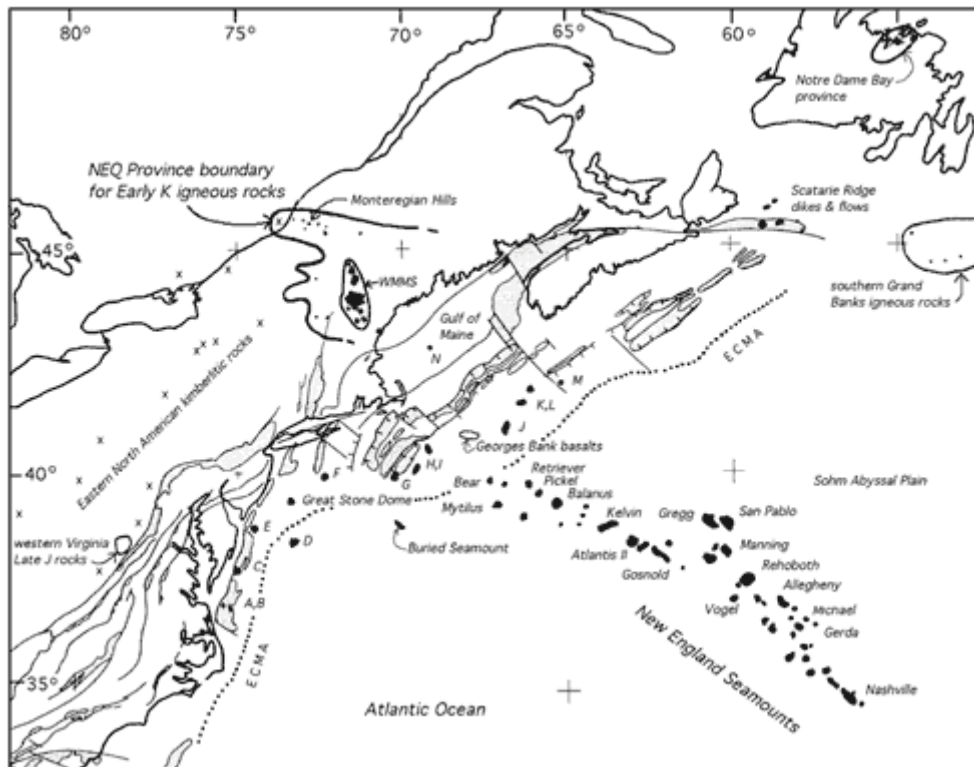 80°
75°
70°
65°
60°
Notre Dame Bay
province
NEQ Province boundary
for Early K igneous rocks
Monteregian Hills
Scatarie Ridge
dikes & flows
45°
WMMS
southern Grand
Banks igneous rocks
Gulf of
Maine
N
ECMA
M
K,L
J
Eastern North American kimberlitic rocks
Georges Bank basalts
H,I
40°
F
G
Bear
Retriever
Pickel
Sohm Abyssal Plain
Great Stone Dome
Mytilus
Balanus
Kelvin
Gregg
San Pablo
E
western Virginia
Late J rocks
D
Buried Seamount
Atlantis II
Manning
Gosnold
Rehoboth
C
Allegheny
A,B
Vogel
Michael
Gerda
New England Seamounts
ECMA
35°
Nashville
Atlantic Ocean